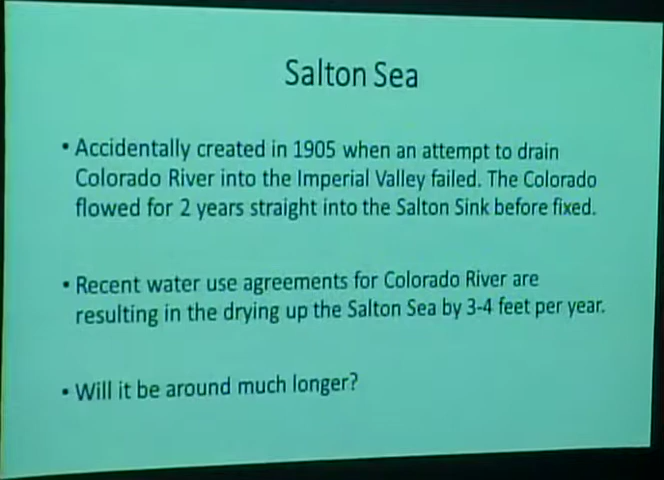 Salton Sea
• Accidentally created in 1905 when an attempt to drain
Colorado River into the Imperial Valley failed. The Colorado
flowed for 2 years straight into the Salton Sink before fixed.
• Recent water use agreements for Colorado River are
resulting in the drying up the Salton Sea by 3-4 feet per year.
• Will it be around much longer?